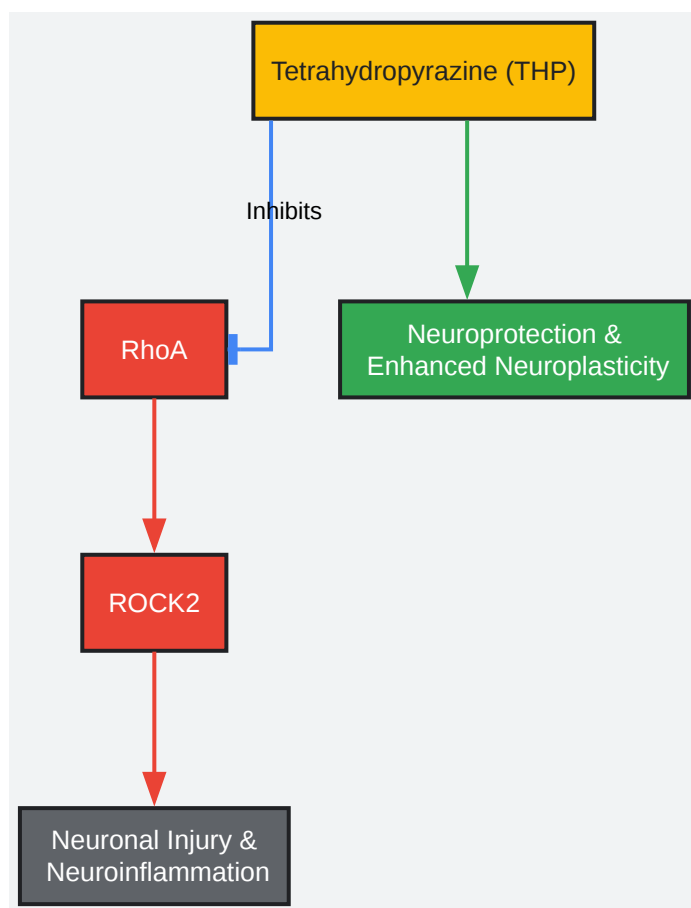 Tetrahydropyrazine (THP)
Inhibits
RhoA
Neuroprotection &
Enhanced Neuroplasticity
ROCK2
Neuronal Injury &
Neuroinflammation